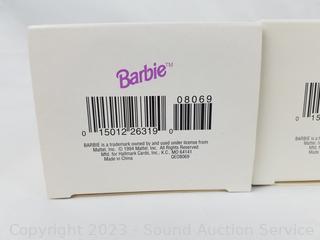 Barbie™
08069
0 15012 26319
BARBIE is a trademark owned by and used under license from
Mattel, Inc. © 1994 Mattel, Inc. All Rights Reserved
Mfd. for Hallmark Cards, Inc., K.C., MO 64141
Made in China QEO8069
0 15
Copyright 2023 - Sound Auction Service